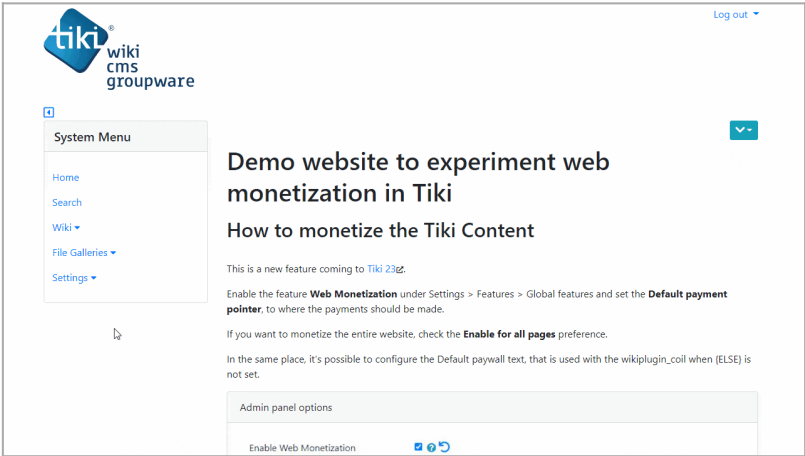 Log out
tiki®
wiki
cms
groupware
System Menu
Home
Search
Wiki
File Galleries
Settings
Demo website to experiment web
monetization in Tiki
How to monetize the Tiki Content
This is a new feature coming to Tiki 23.
Enable the feature Web Monetization under Settings > Features > Global features and set the Default payment
pointer, to where the payments should be made.
If you want to monetize the entire website, check the Enable for all pages preference.
In the same place, it's possible to configure the Default paywall text, that is used with the wikiplugin_coil when {ELSE} is
not set.
Admin panel options
Enable Web Monetization